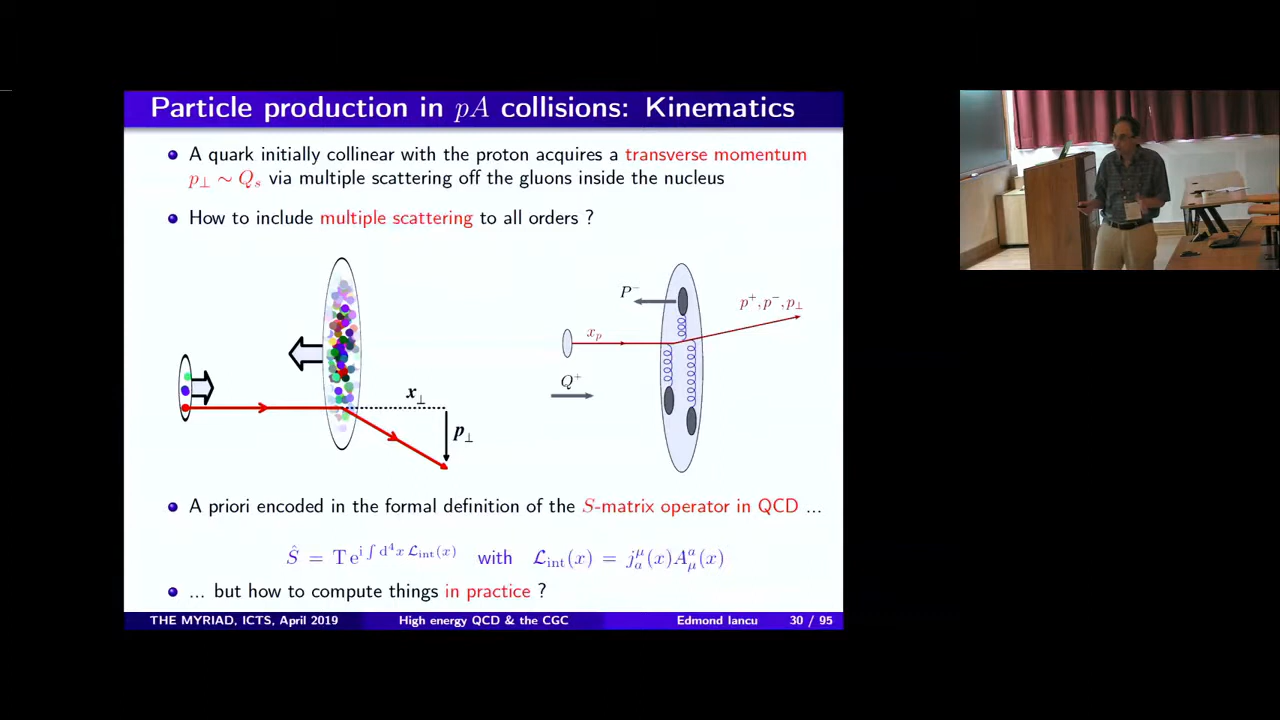 Particle production in pA collisions: Kinematics
A quark initially collinear with the proton acquires a transverse momentum
p⊥ ∼ Qs via multiple scattering off the gluons inside the nucleus
How to include multiple scattering to all orders ?
P⁻
p⁺, p⁻, p⊥
xp
Q⁺
x⊥
p⊥
A priori encoded in the formal definition of the S-matrix operator in QCD ...
Ŝ = T e^{i ∫ d⁴x 𝓛int(x)} with 𝓛int(x) = j^μ_a(x)A^a_μ(x)
... but how to compute things in practice ?
THE MYRIAD, ICTS, April 2019 High energy QCD & the CGC Edmond Iancu 30 / 95